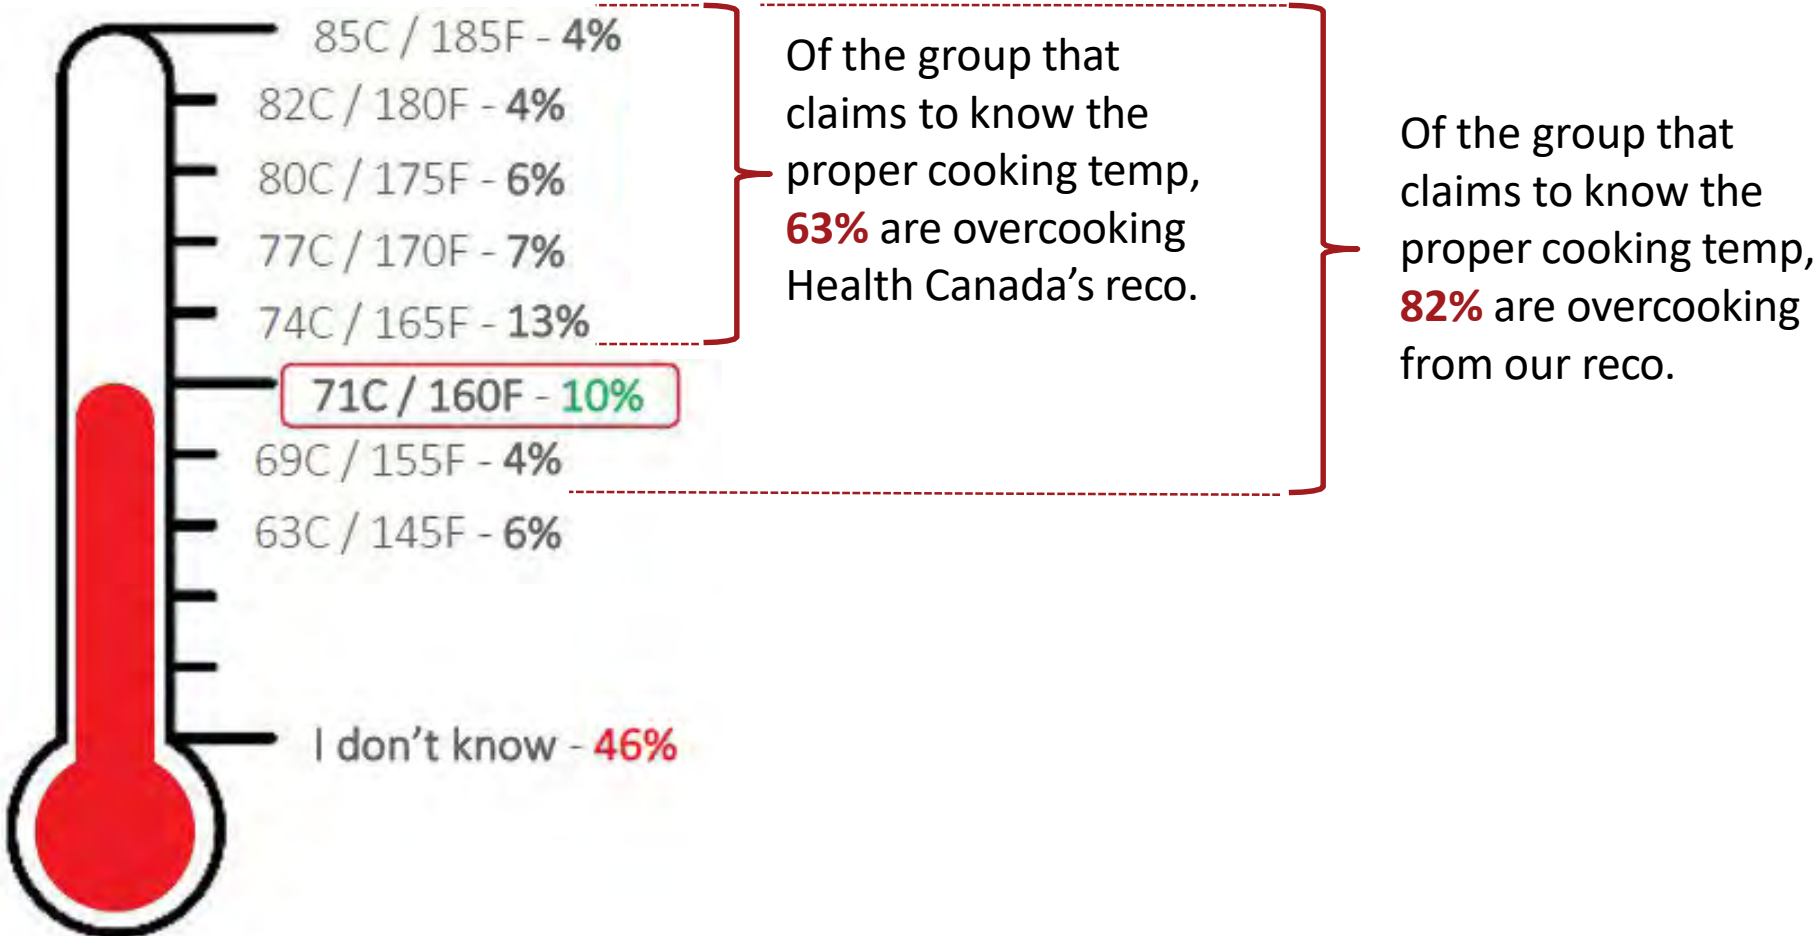 85C / 185F - 4%
82C / 180F - 4%
80C / 175F - 6%
77C / 170F - 7%
74C / 165F - 13%
71C / 160F - 10%
69C / 155F - 4%
63C / 145F - 6%
I don't know - 46%
Of the group that
claims to know the
proper cooking temp,
63% are overcooking
Health Canada’s reco.
Of the group that
claims to know the
proper cooking temp,
82% are overcooking
from our reco.